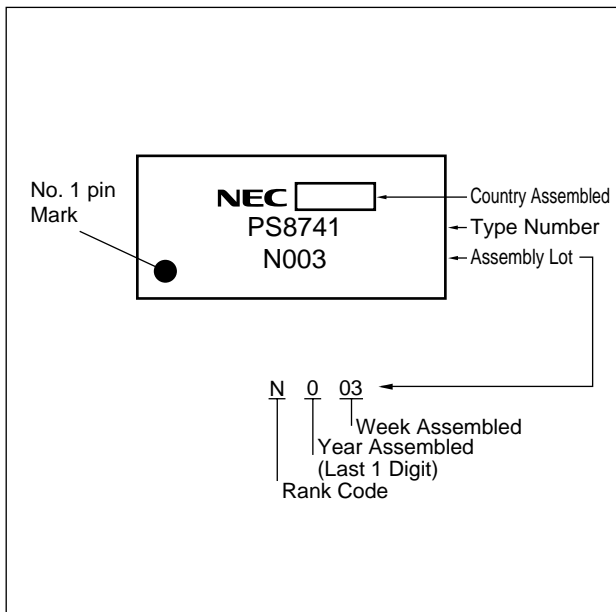 No. 1 pin
Mark
NEC
Country Assembled
PS8741
Type Number
N003
Assembly Lot
N 0 03
Week Assembled
Year Assembled
(Last 1 Digit)
Rank Code